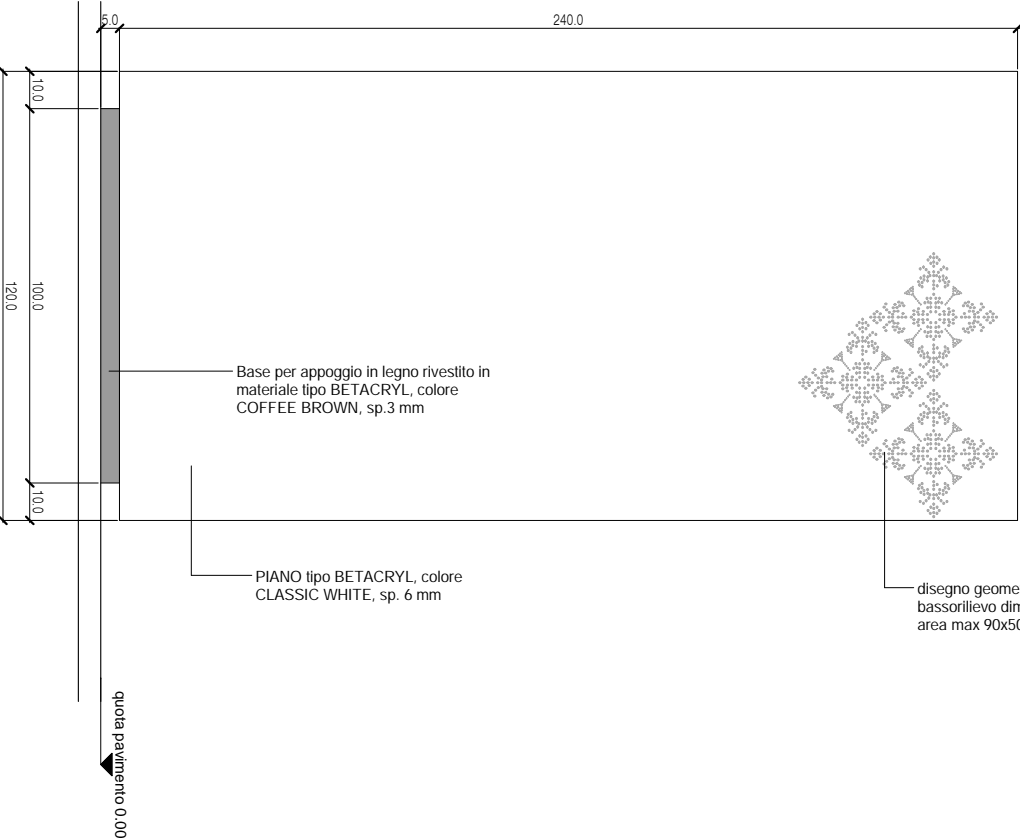 5.0
240.0
10.0
100.0
120.0
10.0
Base per appoggio in legno rivestito in
materiale tipo BETACRYL, colore
COFFEE BROWN, sp.3 mm
PIANO tipo BETACRYL, colore
CLASSIC WHITE, sp. 6 mm
disegno geome
bassorilievo dim
area max 90x50
quota pavimento 0.00